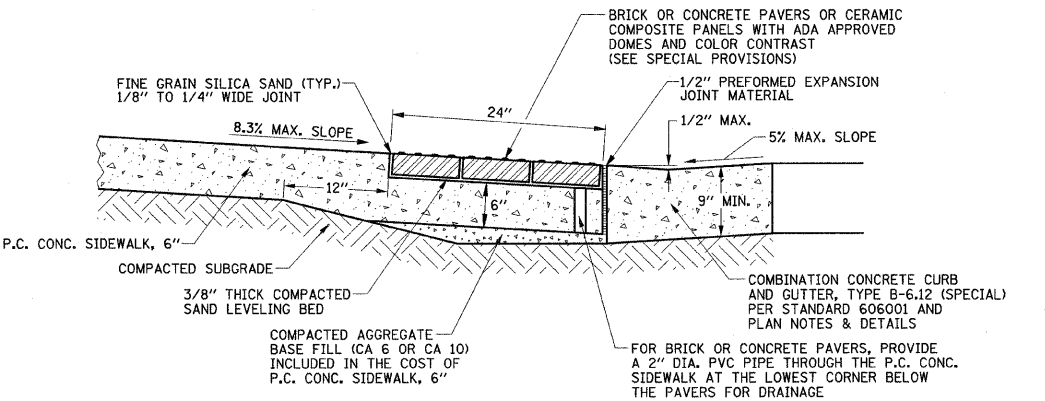 BRICK OR CONCRETE PAVERS OR CERAMIC
COMPOSITE PANELS WITH ADA APPROVED
DOMES AND COLOR CONTRAST
(SEE SPECIAL PROVISIONS)
FINE GRAIN SILICA SAND (TYP.)
1/8" TO 1/4" WIDE JOINT
1/2" PREFORMED EXPANSION
JOINT MATERIAL
24"
1/2" MAX.
8.3% MAX. SLOPE
5% MAX. SLOPE
12"
6"
9" MIN.
P.C. CONC. SIDEWALK, 6"
COMPACTED SUBGRADE
3/8" THICK COMPACTED
SAND LEVELING BED
COMPACTED AGGREGATE
BASE FILL (CA 6 OR CA 10)
INCLUDED IN THE COST OF
P.C. CONC. SIDEWALK, 6"
COMBINATION CONCRETE CURB
AND GUTTER, TYPE B-6.12 (SPECIAL)
PER STANDARD 606001 AND
PLAN NOTES & DETAILS
FOR BRICK OR CONCRETE PAVERS, PROVIDE
A 2" DIA. PVC PIPE THROUGH THE P.C. CONC.
SIDEWALK AT THE LOWEST CORNER BELOW
THE PAVERS FOR DRAINAGE